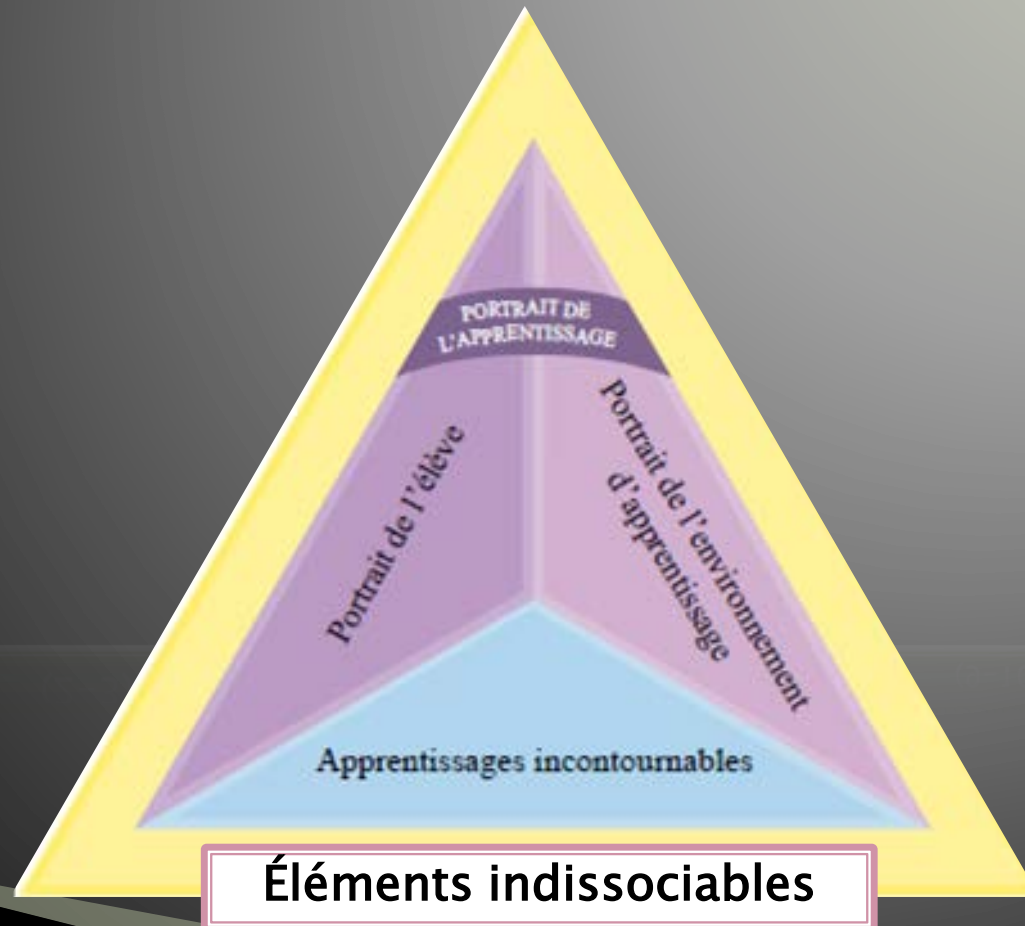 PORTRAIT DE
L'APPRENTISSAGE
Portrait de l'élève
Portrait de l'environnement
d'apprentissage
Apprentissages incontournables
Éléments indissociables